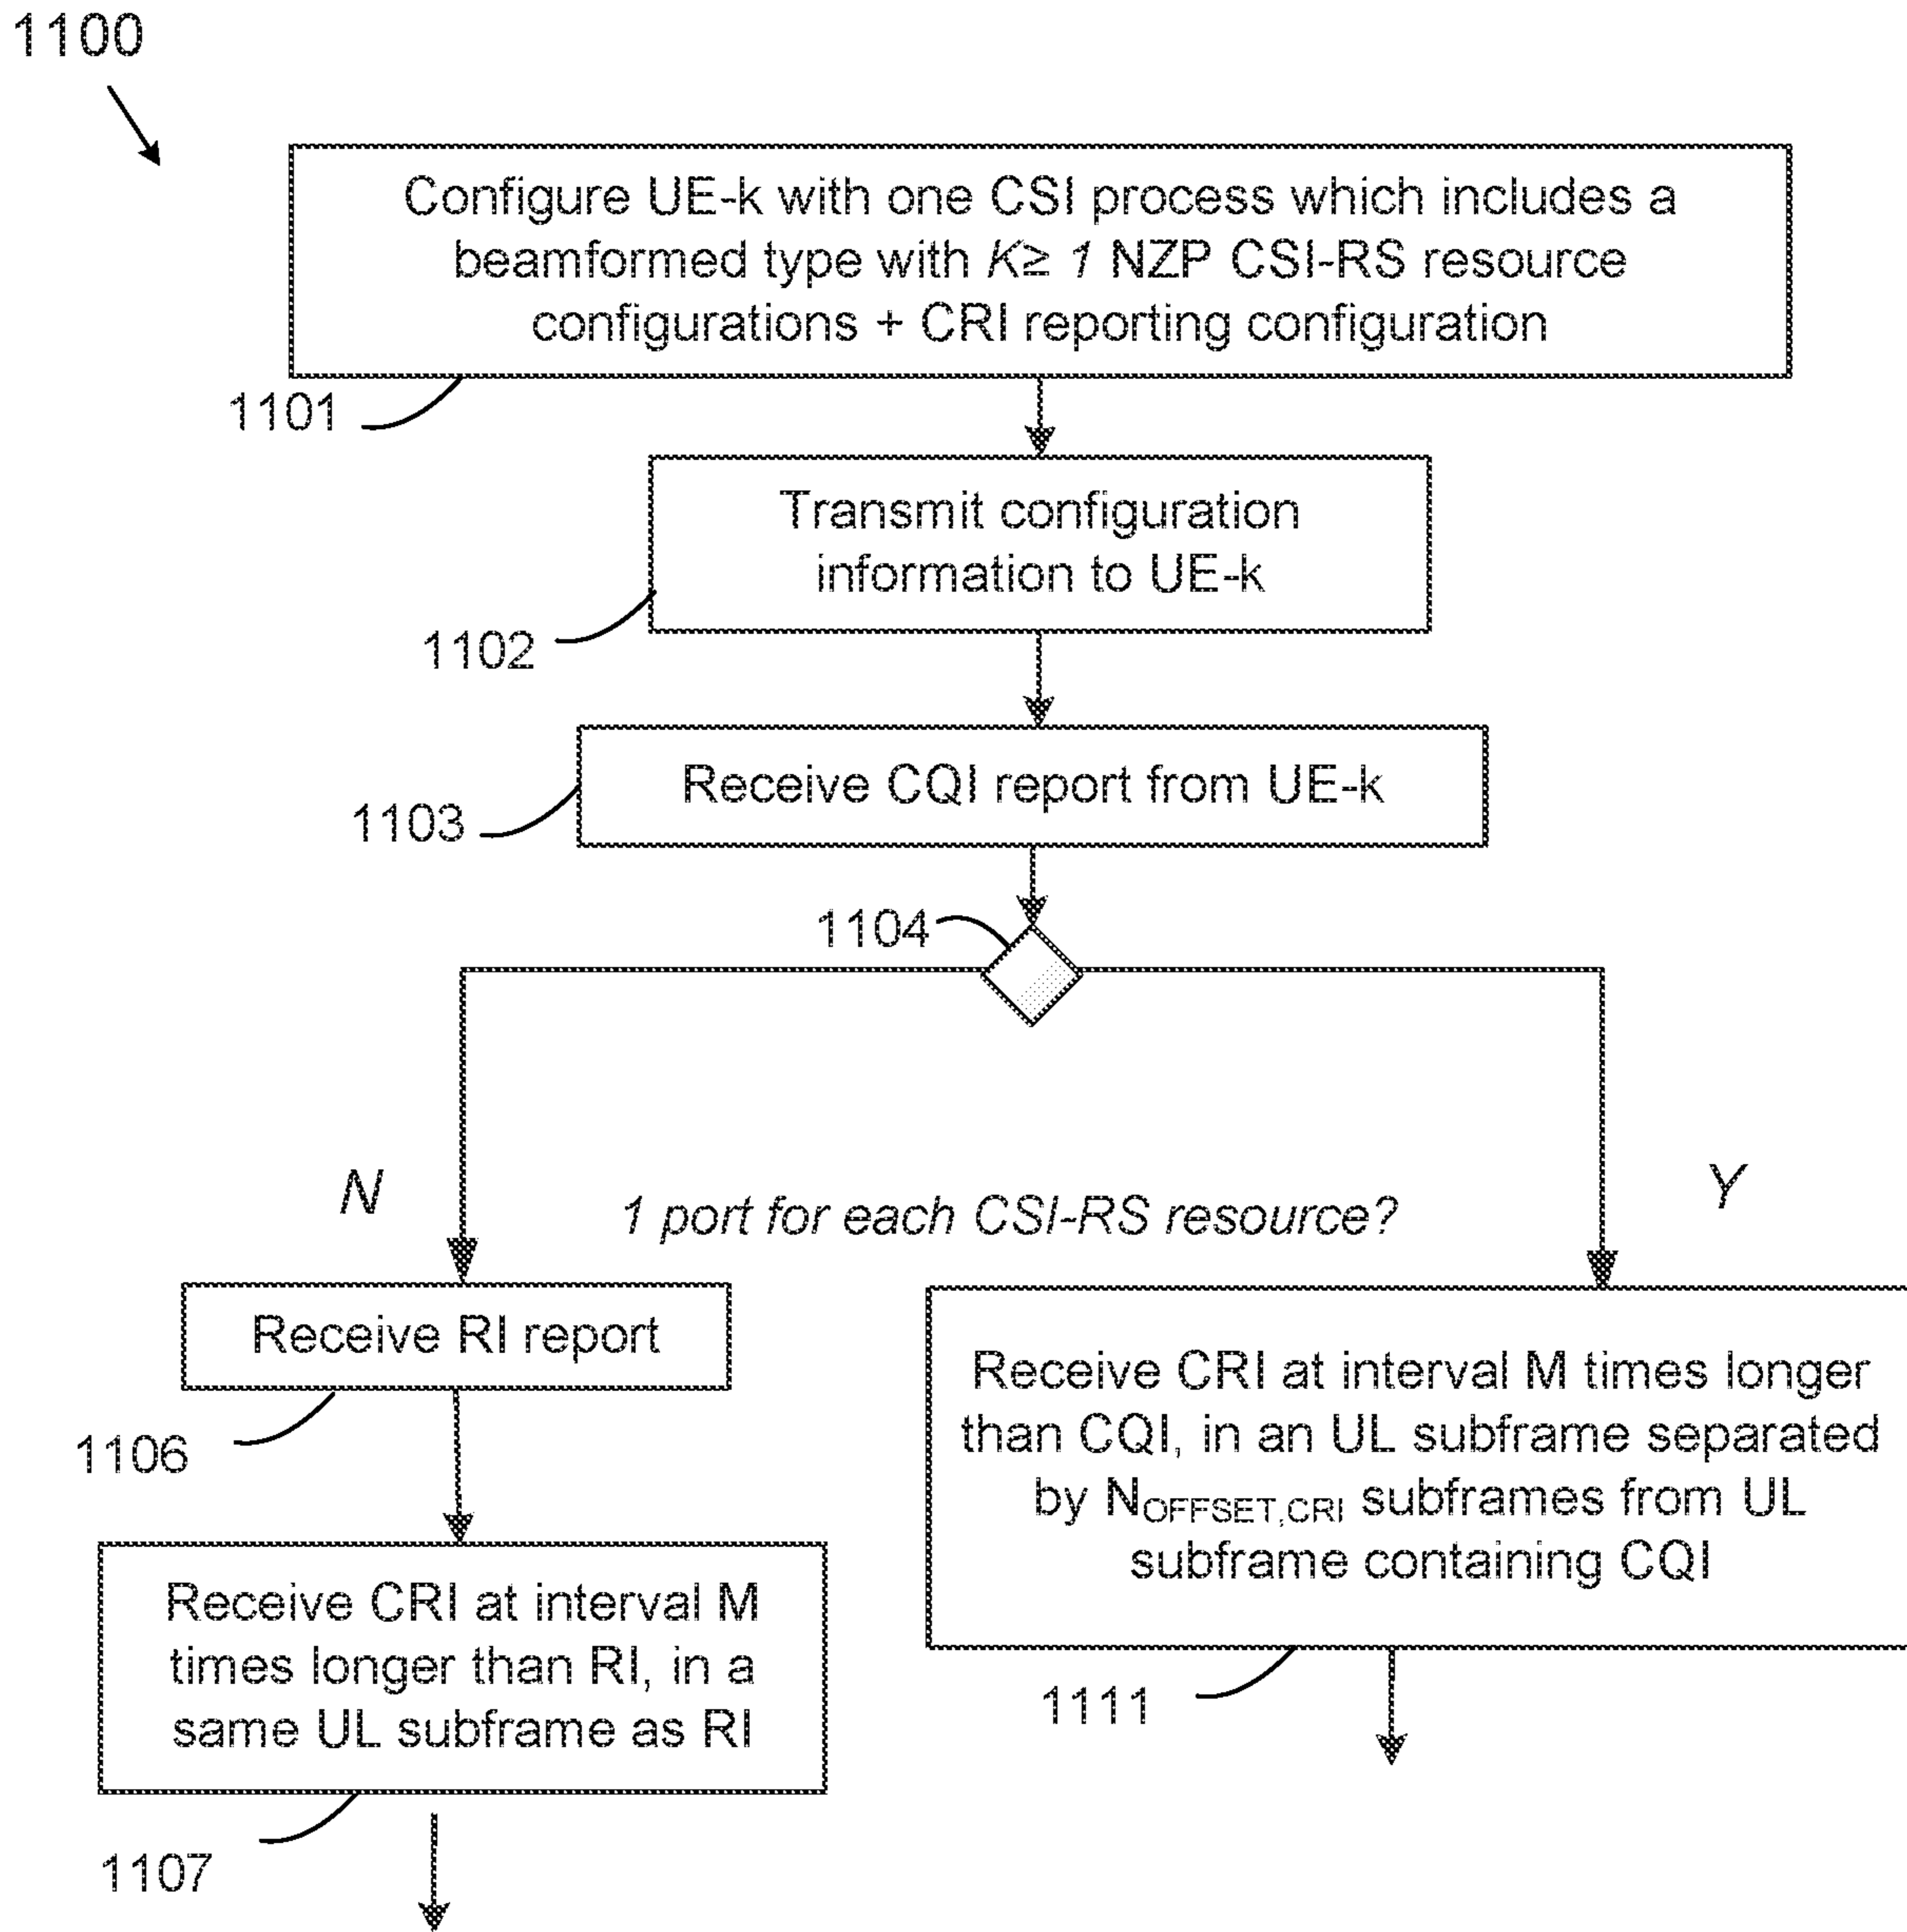 1100
Configure UE-k with one CSI process which includes a
beamformed type with K≥ 1 NZP CSI-RS resource
configurations + CRI reporting configuration
1101
Transmit configuration
information to UE-k
1102
Receive CQI report from UE-k
1103
1104
N
1 port for each CSI-RS resource?
Y
Receive RI report
1106
Receive CRI at interval M
times longer than RI, in a
same UL subframe as RI
1107
Receive CRI at interval M times longer
than CQI, in an UL subframe separated
by N_OFFSET,CRI subframes from UL
subframe containing CQI
1111